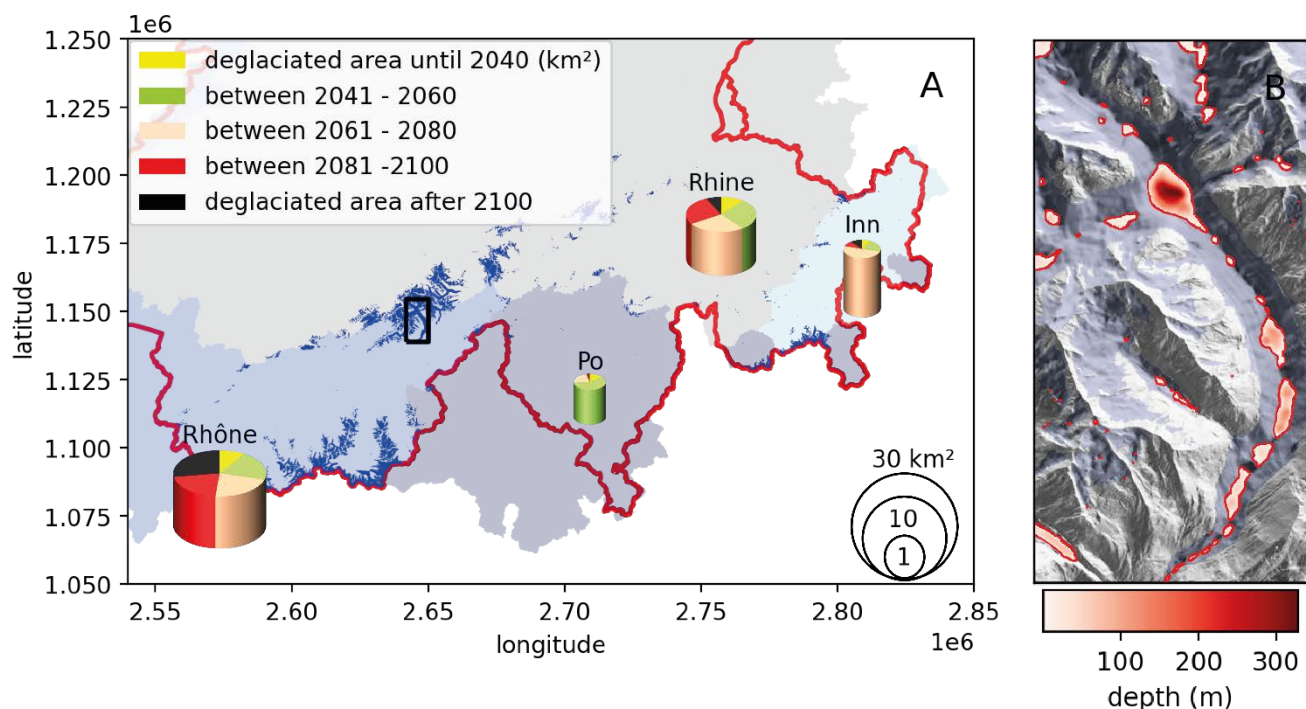 1e6
1.250
1.225
1.200
1.175
1.150
1.125
1.100
1.075
1.050
latitude
deglaciated area until 2040 (km²)
between 2041 - 2060
between 2061 - 2080
between 2081 -2100
deglaciated area after 2100
A
Rhine
Inn
Po
Rhône
30 km²
10
1
2.55
2.60
2.65
2.70
2.75
2.80
2.85
longitude
1e6
B
100
200
300
depth (m)